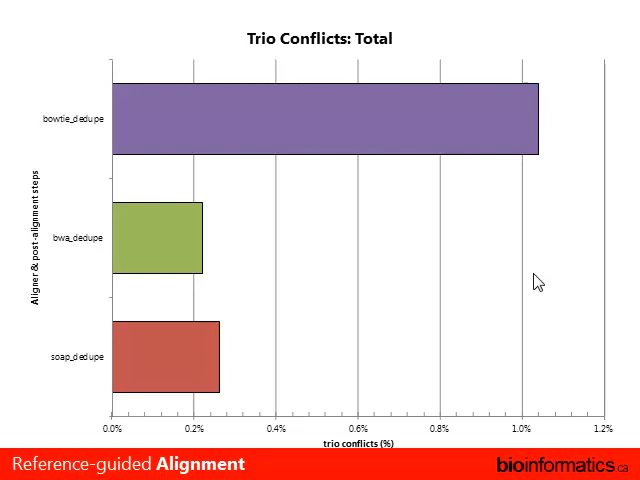 Trio Conflicts: Total
Aligner & post-alignment steps
bowtie_dedupe
bwa_dedupe
soap_dedupe
0.0% 0.2% 0.4% 0.6% 0.8% 1.0% 1.2%
trio conflicts (%)
Reference-guided Alignment
bioinformatics.ca